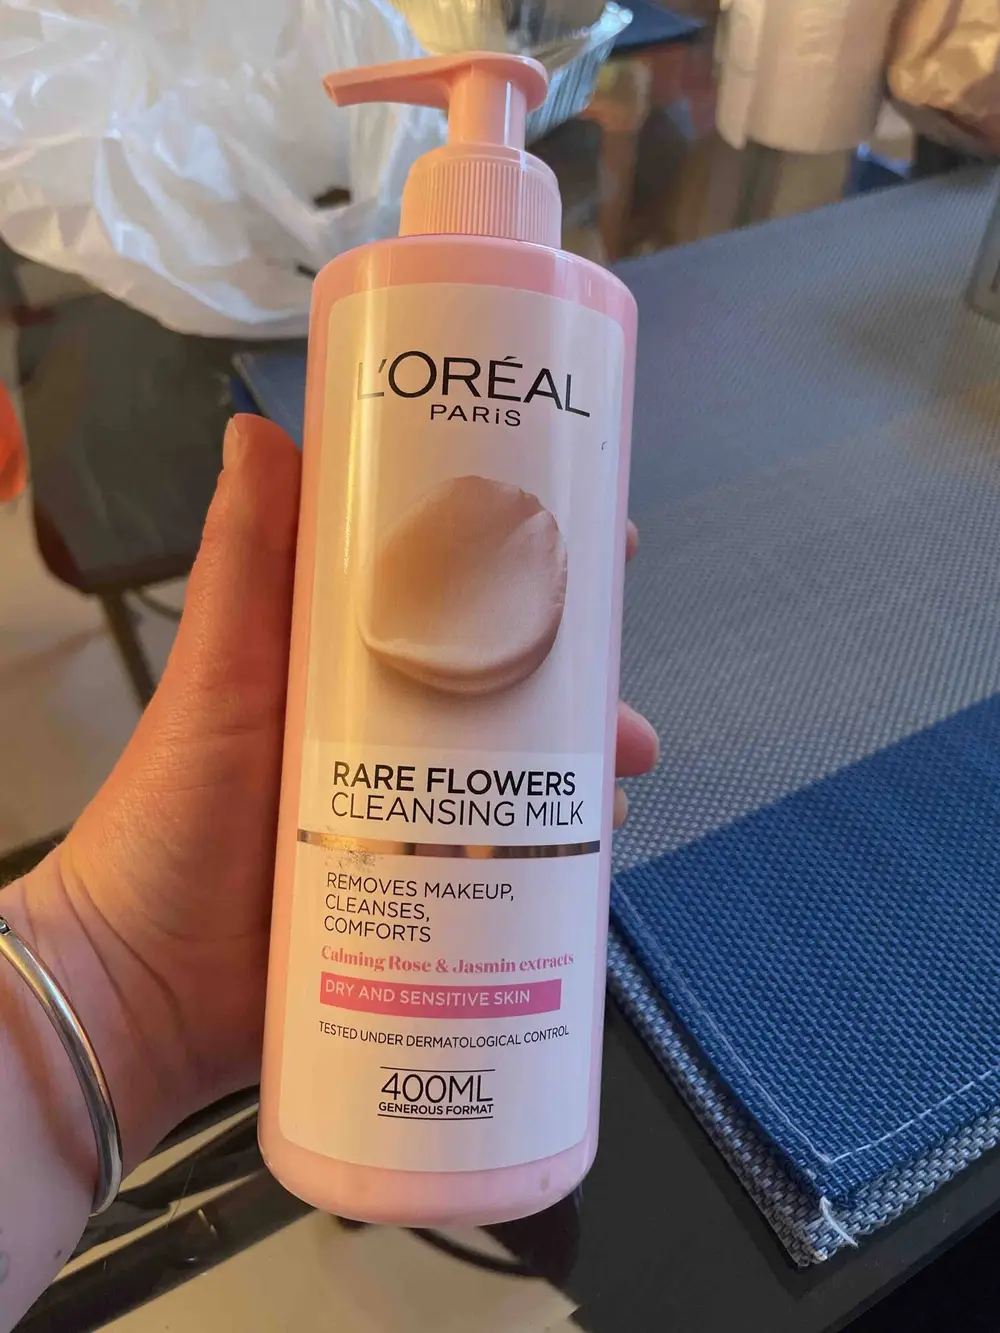 L'ORÉAL
PARiS
RARE FLOWERS
CLEANSING MILK
REMOVES MAKEUP,
CLEANSES,
COMFORTS
Calming Rose & Jasmin extracts
DRY AND SENSITIVE SKIN
TESTED UNDER DERMATOLOGICAL CONTROL
400ML
GENEROUS FORMAT